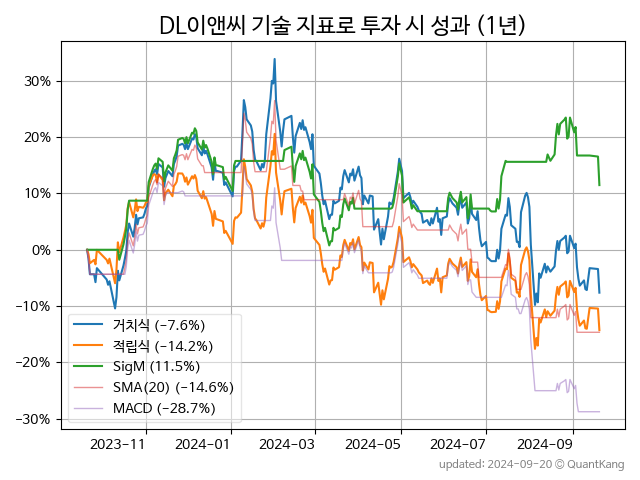 DL이앤씨 기술 지표로 투자 시 성과 (1년)
30%
20%
10%
0%
−10%
−20%
−30%
거치식 (−7.6%)
적립식 (−14.2%)
SigM (11.5%)
SMA(20) (−14.6%)
MACD (−28.7%)
2023-11 2024-01 2024-03 2024-05 2024-07 2024-09
updated: 2024-09-20 © QuantKang